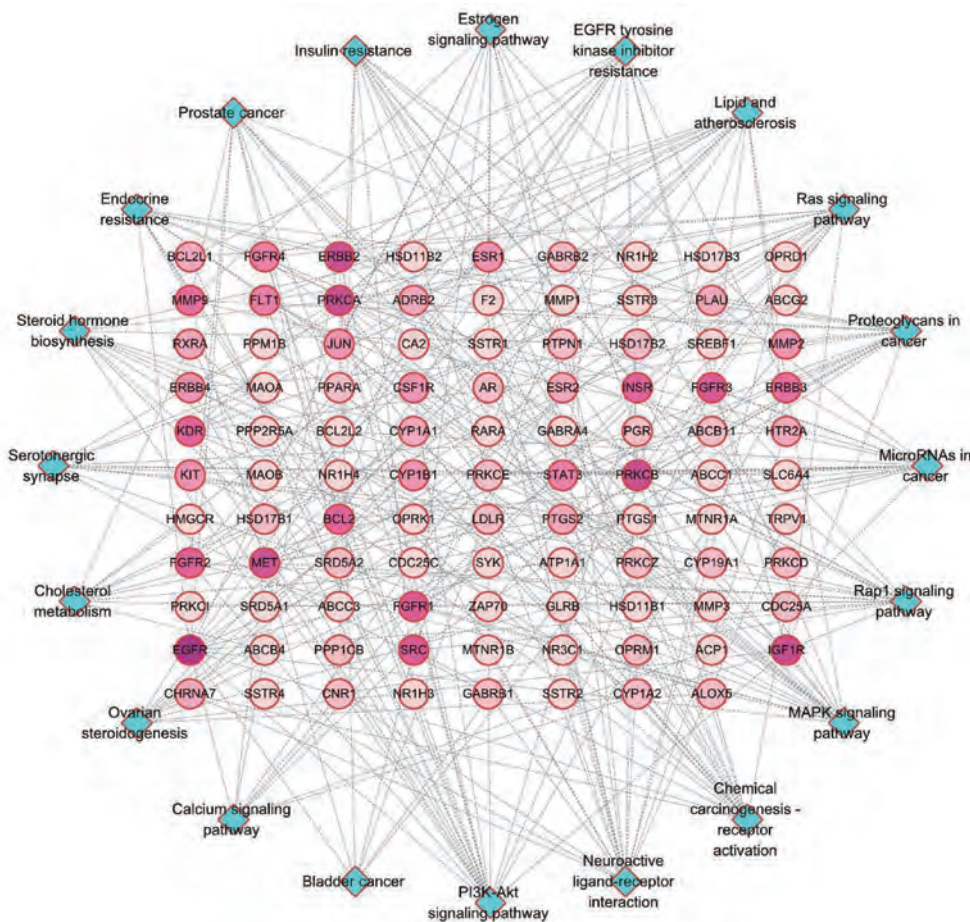 Estrogen
signaling pathway
EGFR tyrosine
kinase inhibitor
resistance
Insulin resistance
Lipid and
atherosclerosis
Prostate cancer
Endocrine
resistance
Ras signaling
pathway
BCL2L1 FGFR4 ERBB2 HSD11B2 ESR1 GABRB2 NR1H2 HSD17B3 OPRD1
MMP9 FLT1 PRKCA ADRB2 F2 MMP1 SSTR3 PLAU ABCG2
Steroid hormone
biosynthesis
Proteoglycans in
cancer
RXRA PPM1B JUN CA2 SSTR1 PTPN1 HSD17B2 SREBF1 MMP2
ERBB4 MAOA PPARA CSF1R AR ESR2 INSR FGFR3 ERBB3
KDR PPP2R5A BCL2L2 CYP1A1 RARA GABRA4 PGR ABCB11 HTR2A
Serotonergic
synapse
MicroRNAs in
cancer
KIT MAOB NR1H4 CYP1B1 PRKCE STAT3 PRKCB ABCC1 SLC6A4
HMGCR HSD17B1 BCL2 OPRK1 LDLR PTGS2 PTGS1 MTNR1A TRPV1
FGFR2 MET SRD5A2 CDC25C SYK ATP1A1 PRKCZ CYP19A1 PRKCD
Cholesterol
metabolism
Rap1 signaling
pathway
PRKCI SRD5A1 ABCC3 FGFR1 ZAP70 GLRB HSD11B1 MMP3 CDC25A
EGFR ABCB4 PPP1CB SRC MTNR1B NR3C1 OPRM1 ACP1 IGF1R
CHRNA7 SSTR4 CNR1 NR1H3 GABRB1 SSTR2 CYP1A2 ALOX5
Ovarian
steroidogenesis
MAPK signaling
pathway
Calcium signaling
pathway
Chemical
carcinogenesis -
receptor
activation
Bladder cancer
PI3K-Akt
signaling pathway
Neuroactive
ligand-receptor
interaction